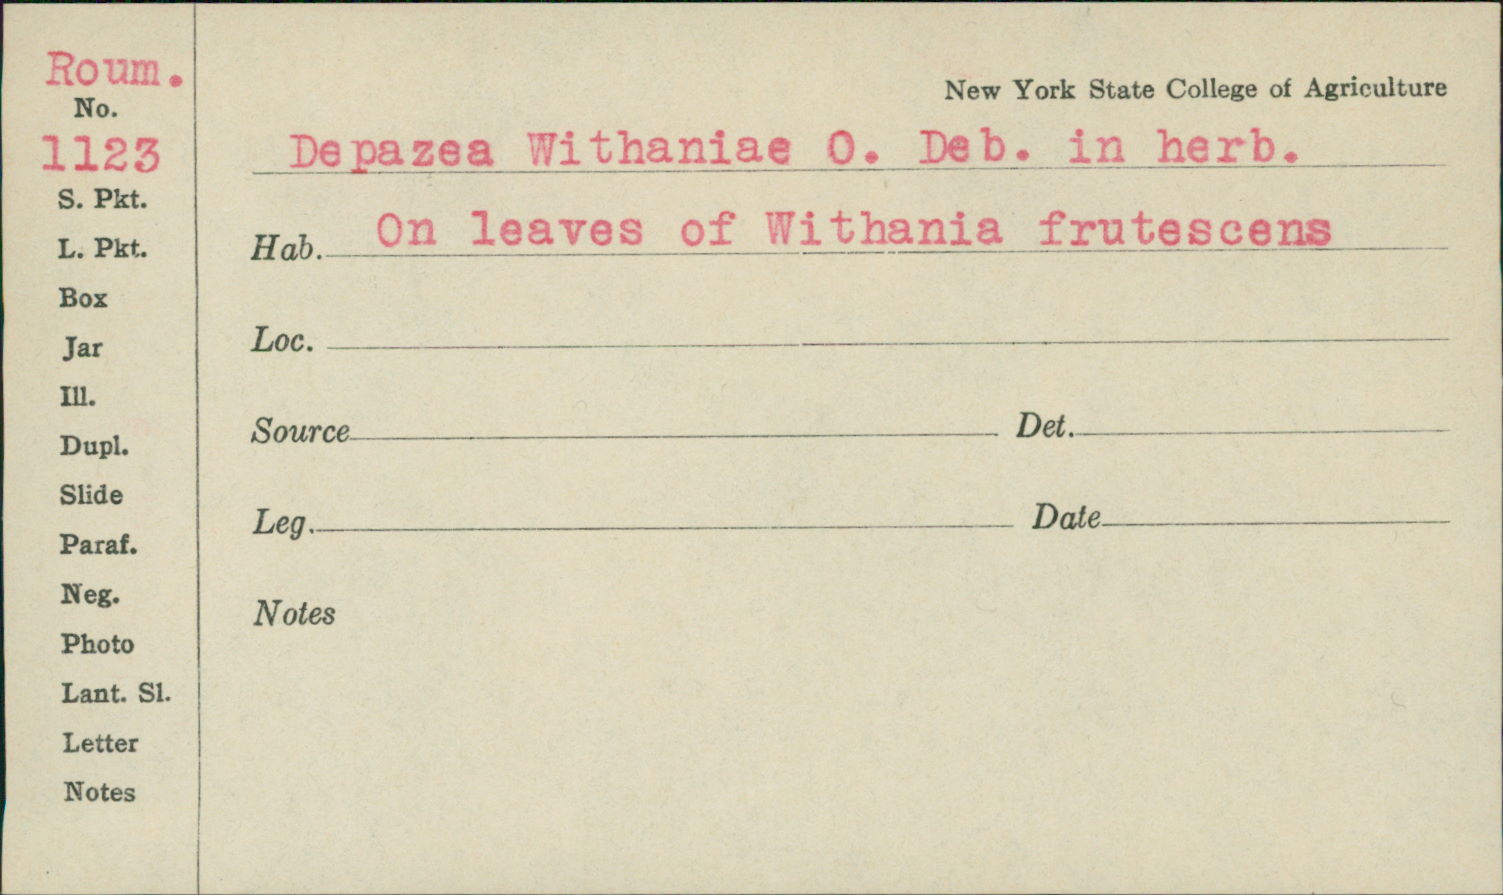 Roum.
No.
1123
S. Pkt.
L. Pkt.
Box
Jar
Ill.
Dupl.
Slide
Paraf.
Neg.
Photo
Lant. Sl.
Letter
Notes
New York State College of Agriculture
Depazea Withaniae O. Deb. in herb.
Hab. On leaves of Withania frutescens
Loc.
Source Det.
Leg. Date
Notes